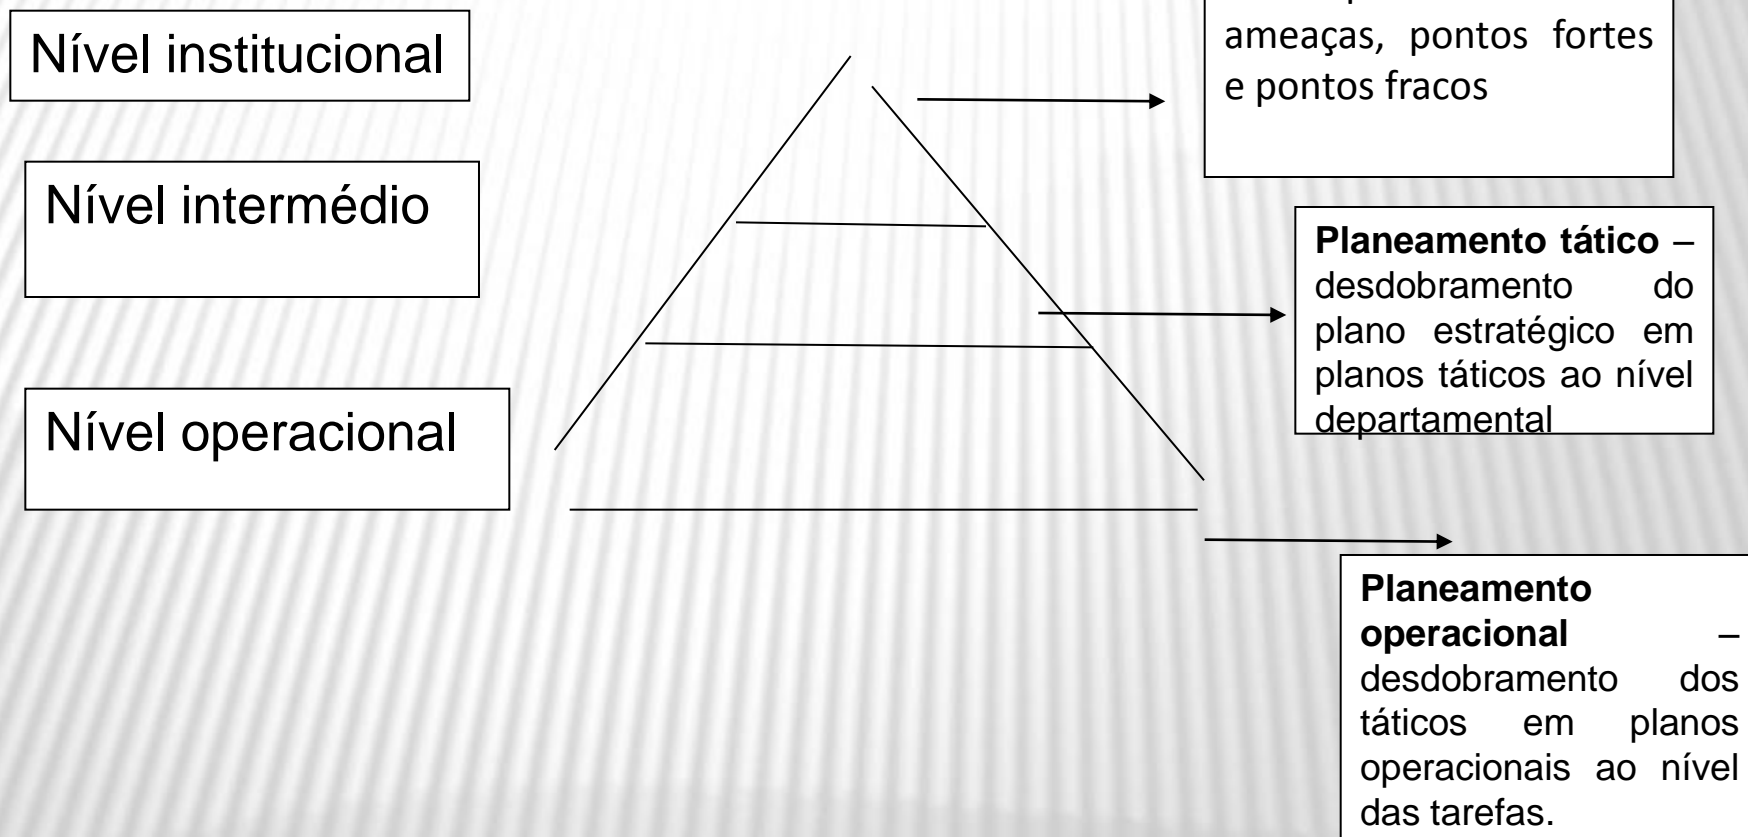 Nível institucional
ameaças, pontos fortes
e pontos fracos
Nível intermédio
Planeamento tático –
desdobramento do
plano estratégico em
planos táticos ao nível
departamental
Nível operacional
Planeamento
operacional –
desdobramento dos
táticos em planos
operacionais ao nível
das tarefas.